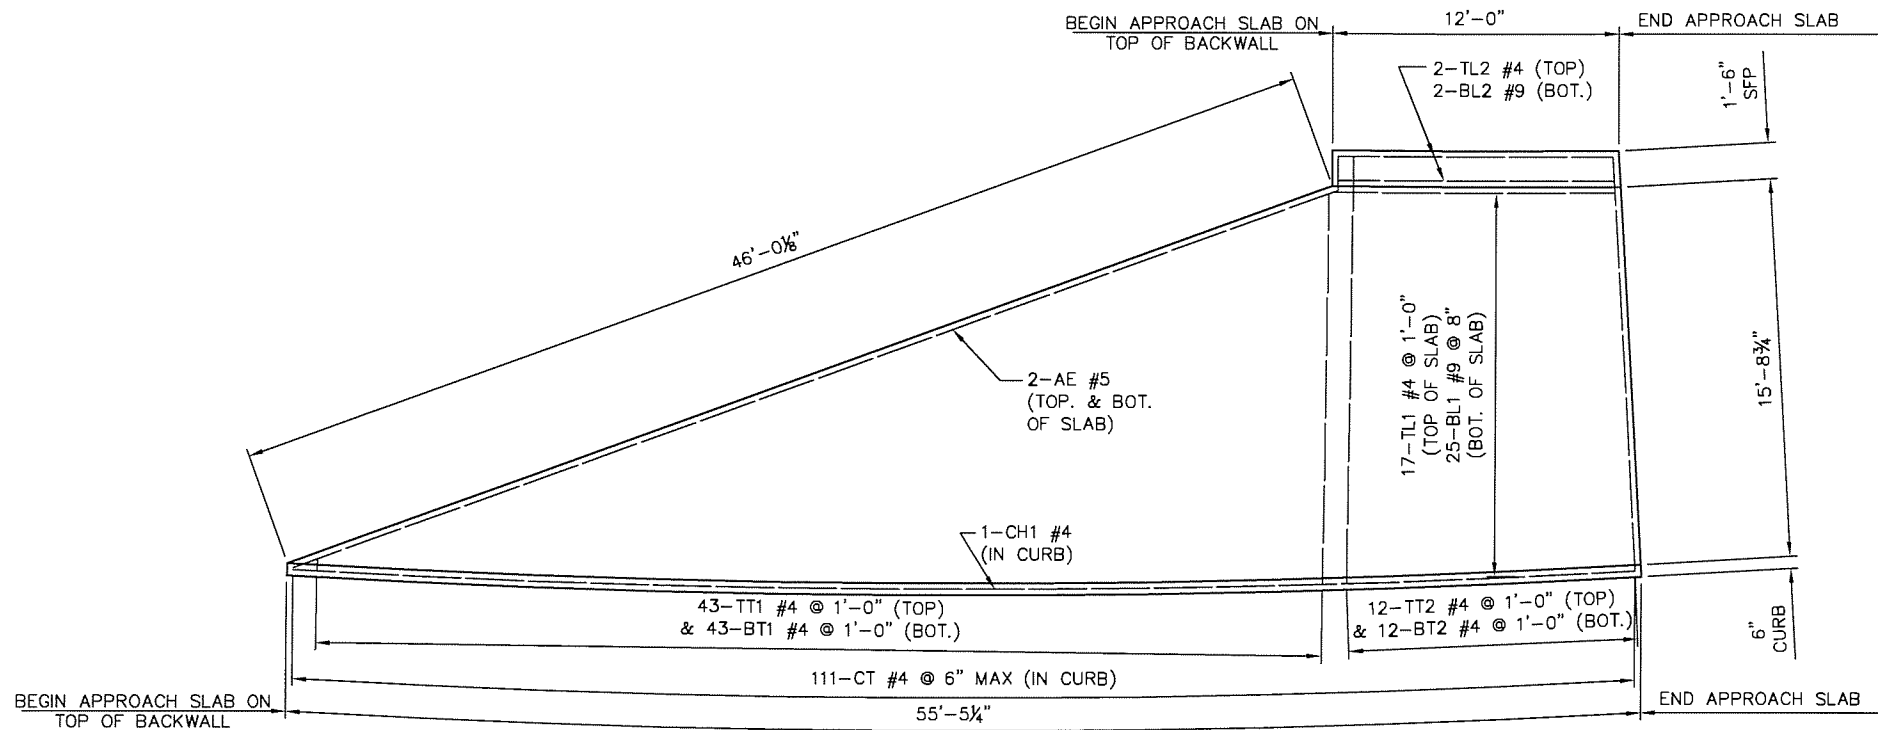 BEGIN APPROACH SLAB ON
TOP OF BACKWALL
12'-0"
END APPROACH SLAB
2-TL2 #4 (TOP)
2-BL2 #9 (BOT.)
1'-6"
SFP
46'-0⅛"
2-AE #5
(TOP. & BOT.
OF SLAB)
17-TL1 #4 @ 1'-0"
(TOP OF SLAB)
25-BL1 #9 @ 8"
(BOT. OF SLAB)
15'-8¾"
1-CH1 #4
(IN CURB)
43-TT1 #4 @ 1'-0" (TOP)
& 43-BT1 #4 @ 1'-0" (BOT.)
12-TT2 #4 @ 1'-0" (TOP)
& 12-BT2 #4 @ 1'-0" (BOT.)
6"
CURB
111-CT #4 @ 6" MAX (IN CURB)
BEGIN APPROACH SLAB ON
TOP OF BACKWALL
55'-5¼"
END APPROACH SLAB